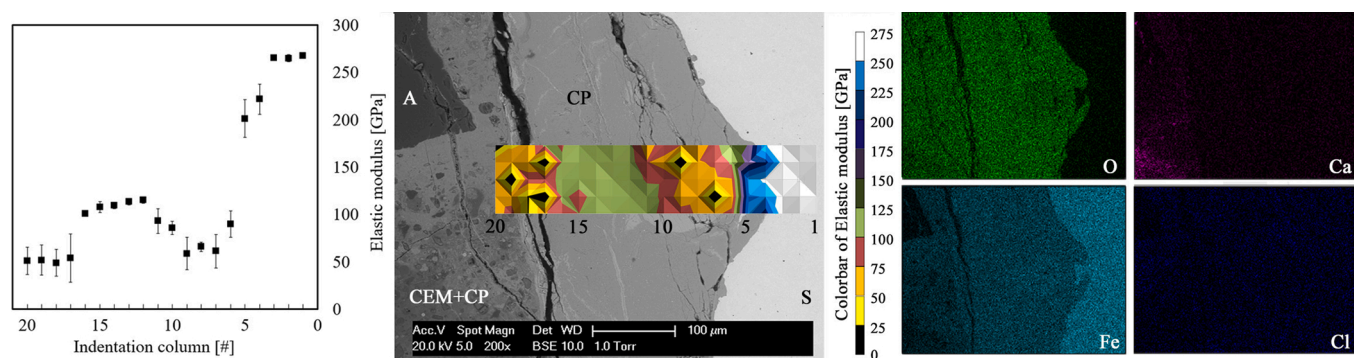 300
250
200
150
100
50
0
Elastic modulus [GPa]
20 15 10 5 0
Indentation column [#]
A
CP
20 15 10 5 1
CEM+CP
S
Acc.V Spot Magn Det WD
20.0 kV 5.0 200x BSE 10.0 1.0 Torr
100 μm
Colorbar of Elastic modulus [GPa]
275
250
225
200
175
150
125
100
75
50
25
0
O
Ca
Fe
Cl